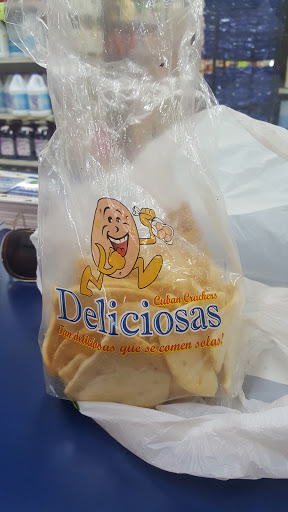 Cuban Crackers
Deliciosas
Tan deliciosas que se comen solas!